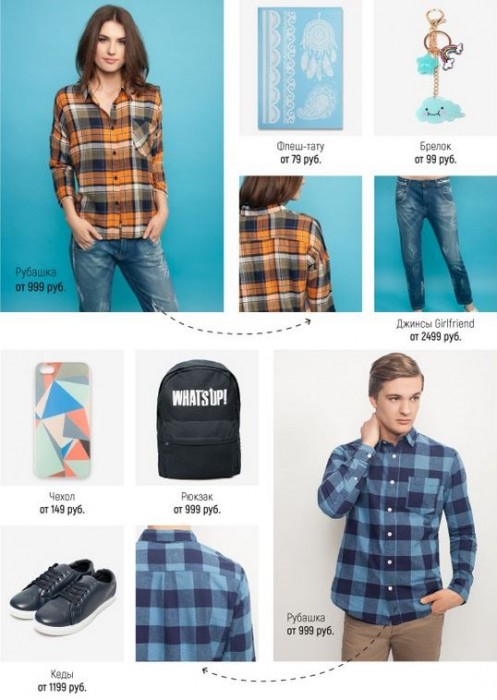 Флеш-тату
от 79 руб.
Брелок
от 99 руб.
Рубашка
от 999 руб.
Джинсы Girlfriend
от 2499 руб.
WHAT'S UP!
Чехол
от 149 руб.
Рюкзак
от 999 руб.
Рубашка
от 999 руб.
Кеды
от 1199 руб.